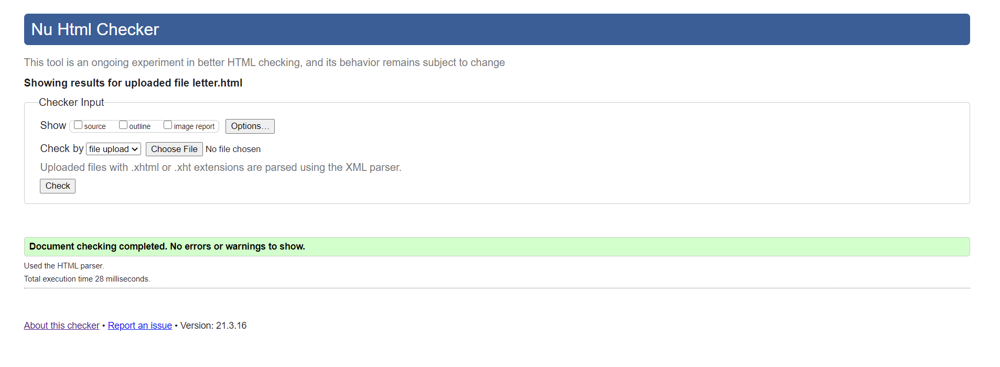 Nu Html Checker
This tool is an ongoing experiment in better HTML checking, and its behavior remains subject to change
Showing results for uploaded file letter.html
Checker Input
Show source outline image report Options…
Check by file upload Choose File No file chosen
Uploaded files with .xhtml or .xht extensions are parsed using the XML parser.
Check
Document checking completed. No errors or warnings to show.
Used the HTML parser.
Total execution time 28 milliseconds.
About this checker • Report an issue • Version: 21.3.16